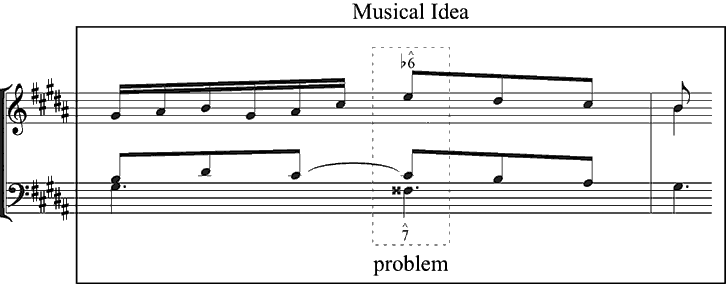 Musical Idea
♭6̂
7̂
problem